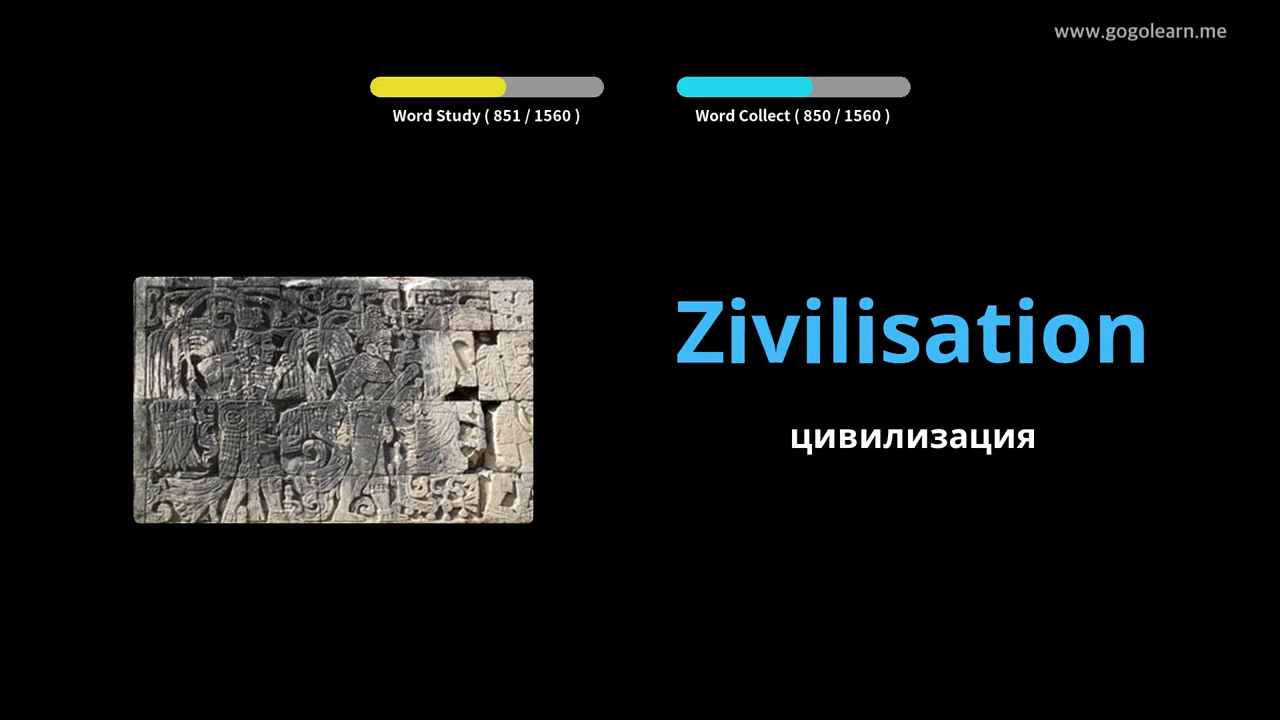 www.gogolearn.me
Word Study ( 851 / 1560 )
Word Collect ( 850 / 1560 )
Zivilisation
цивилизация